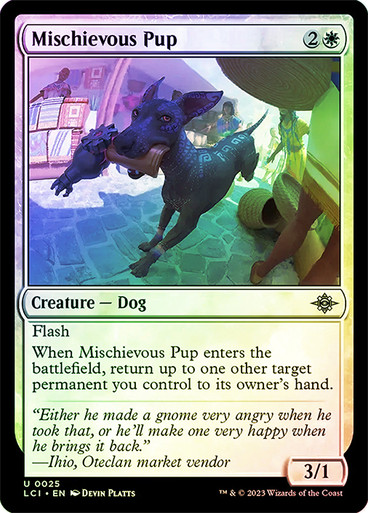 Mischievous Pup 2
Creature — Dog
Flash
When Mischievous Pup enters the
battlefield, return up to one other target
permanent you control to its owner's hand.
“Either he made a gnome very angry when he
took that, or he'll make one very happy when
he brings it back.”
—Ihio, Oteclan market vendor
3/1
U 0025
LCI • EN Devin Platts
™ & © 2023 Wizards of the Coast